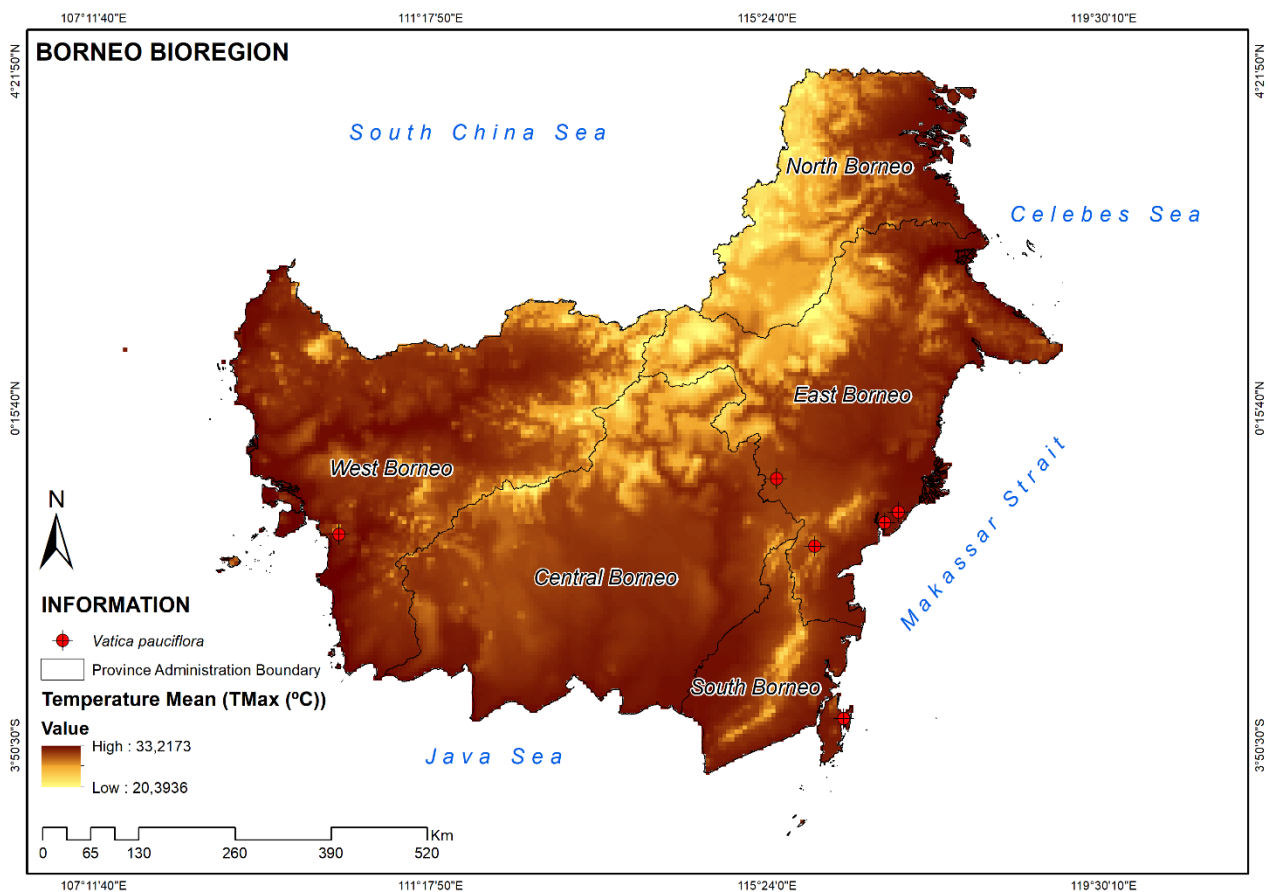 107°11'40"E 111°17'50"E 115°24'0"E 119°30'10"E
4°21'50"N
4°21'50"N
BORNEO BIOREGION
South China Sea
North Borneo
Celebes Sea
0°15'40"N
0°15'40"N
East Borneo
West Borneo
Makassar Strait
N
Central Borneo
INFORMATION
Vatica pauciflora
Province Administration Boundary
South Borneo
Temperature Mean (TMax (ºC))
Value
High : 33,2173
Low : 20,3936
Java Sea
3°50'30"S
3°50'30"S
Km
0 65 130 260 390 520
107°11'40"E 111°17'50"E 115°24'0"E 119°30'10"E